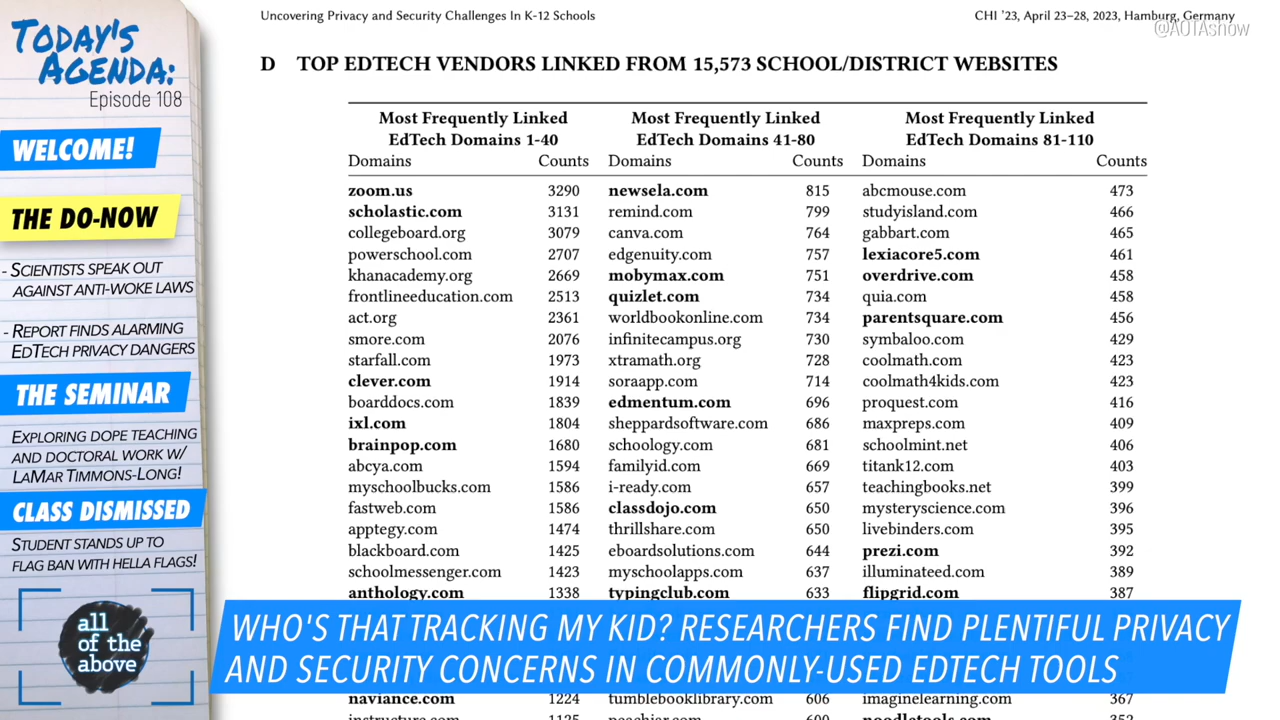 TODAY'S
AGENDA:
Episode 108
WELCOME!
THE DO-NOW
- SCIENTISTS SPEAK OUT
AGAINST ANTI-WOKE LAWS
- REPORT FINDS ALARMING
EDTECH PRIVACY DANGERS
THE SEMINAR
EXPLORING DOPE TEACHING
AND DOCTORAL WORK W/
LAMAR TIMMONS-LONG!
CLASS DISMISSED
STUDENT STANDS UP TO
FLAG BAN WITH HELLA FLAGS!
all
of the
above
Uncovering Privacy and Security Challenges In K-12 Schools
CHI '23, April 23–28, 2023, Hamburg, Germany
@AOTAshow
D TOP EDTECH VENDORS LINKED FROM 15,573 SCHOOL/DISTRICT WEBSITES
Most Frequently Linked Most Frequently Linked Most Frequently Linked
EdTech Domains 1-40 EdTech Domains 41-80 EdTech Domains 81-110
Domains Counts Domains Counts Domains Counts
zoom.us 3290 newsela.com 815 abcmouse.com 473
scholastic.com 3131 remind.com 799 studyisland.com 466
collegeboard.org 3079 canva.com 764 gabbart.com 465
powerschool.com 2707 edgenuity.com 757 lexiacore5.com 461
khanacademy.org 2669 mobymax.com 751 overdrive.com 458
frontlineeducation.com 2513 quizlet.com 734 quia.com 458
act.org 2361 worldbookonline.com 734 parentsquare.com 456
smore.com 2076 infinitecampus.org 730 symbaloo.com 429
starfall.com 1973 xtramath.org 728 coolmath.com 423
clever.com 1914 soraapp.com 714 coolmath4kids.com 423
boarddocs.com 1839 edmentum.com 696 proquest.com 416
ixl.com 1804 sheppardsoftware.com 686 maxpreps.com 409
brainpop.com 1680 schoology.com 681 schoolmint.net 406
abcya.com 1594 familyid.com 669 titank12.com 403
myschoolbucks.com 1586 i-ready.com 657 teachingbooks.net 399
fastweb.com 1586 classdojo.com 650 mysteryscience.com 396
apptegy.com 1474 thrillshare.com 650 livebinders.com 395
blackboard.com 1425 eboardsolutions.com 644 prezi.com 392
schoolmessenger.com 1423 myschoolapps.com 637 illuminateed.com 389
anthology.com 1338 typingclub.com 633 flipgrid.com 387
WHO'S THAT TRACKING MY KID? RESEARCHERS FIND PLENTIFUL PRIVACY
AND SECURITY CONCERNS IN COMMONLY-USED EDTECH TOOLS
naviance.com 1224 tumblebooklibrary.com 606 imaginelearning.com 367